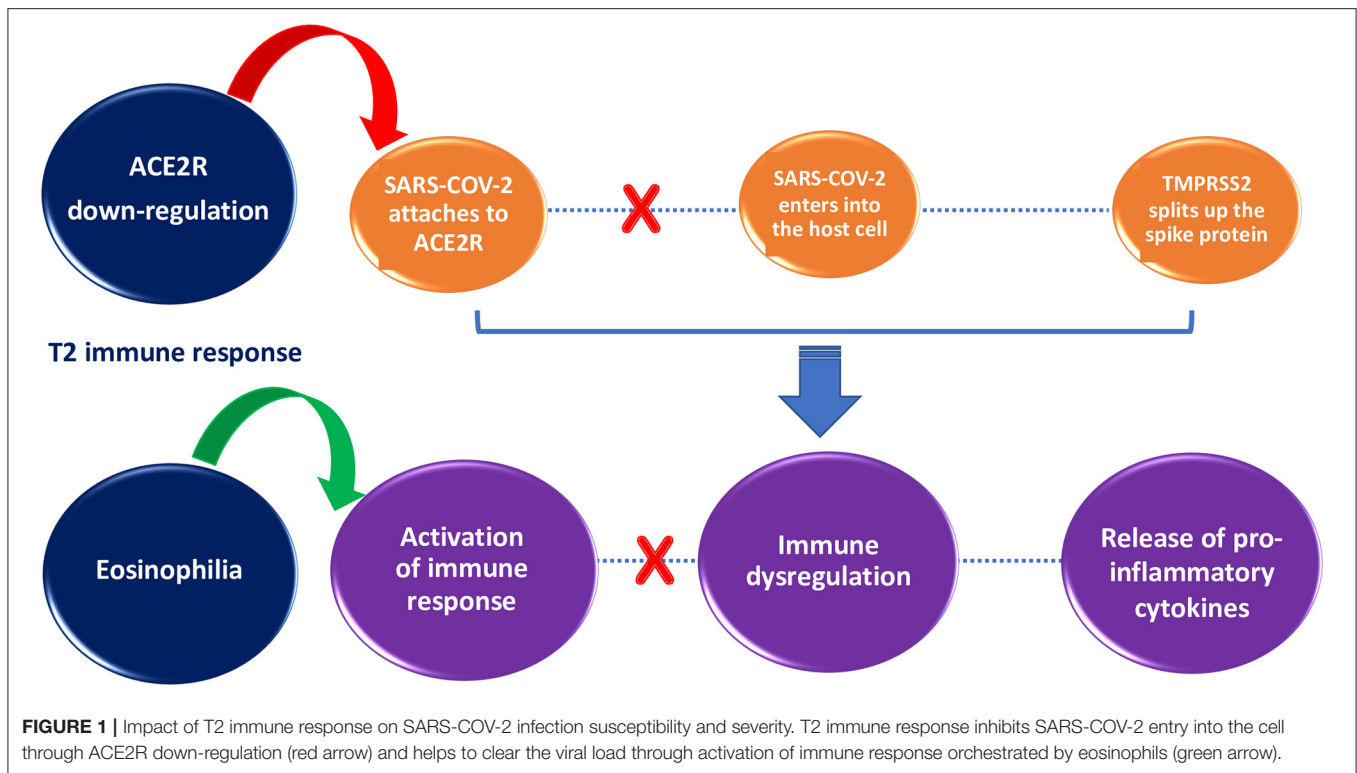 ACE2R
down-regulation
SARS-COV-2
attaches to
ACE2R
SARS-COV-2
enters into
the host cell
TMPRSS2
splits up the
spike protein
T2 immune response
Eosinophilia
Activation
of immune
response
Immune
dysregulation
Release of pro-
inflammatory
cytokines
FIGURE 1 | Impact of T2 immune response on SARS-COV-2 infection susceptibility and severity. T2 immune response inhibits SARS-COV-2 entry into the cell
through ACE2R down-regulation (red arrow) and helps to clear the viral load through activation of immune response orchestrated by eosinophils (green arrow).